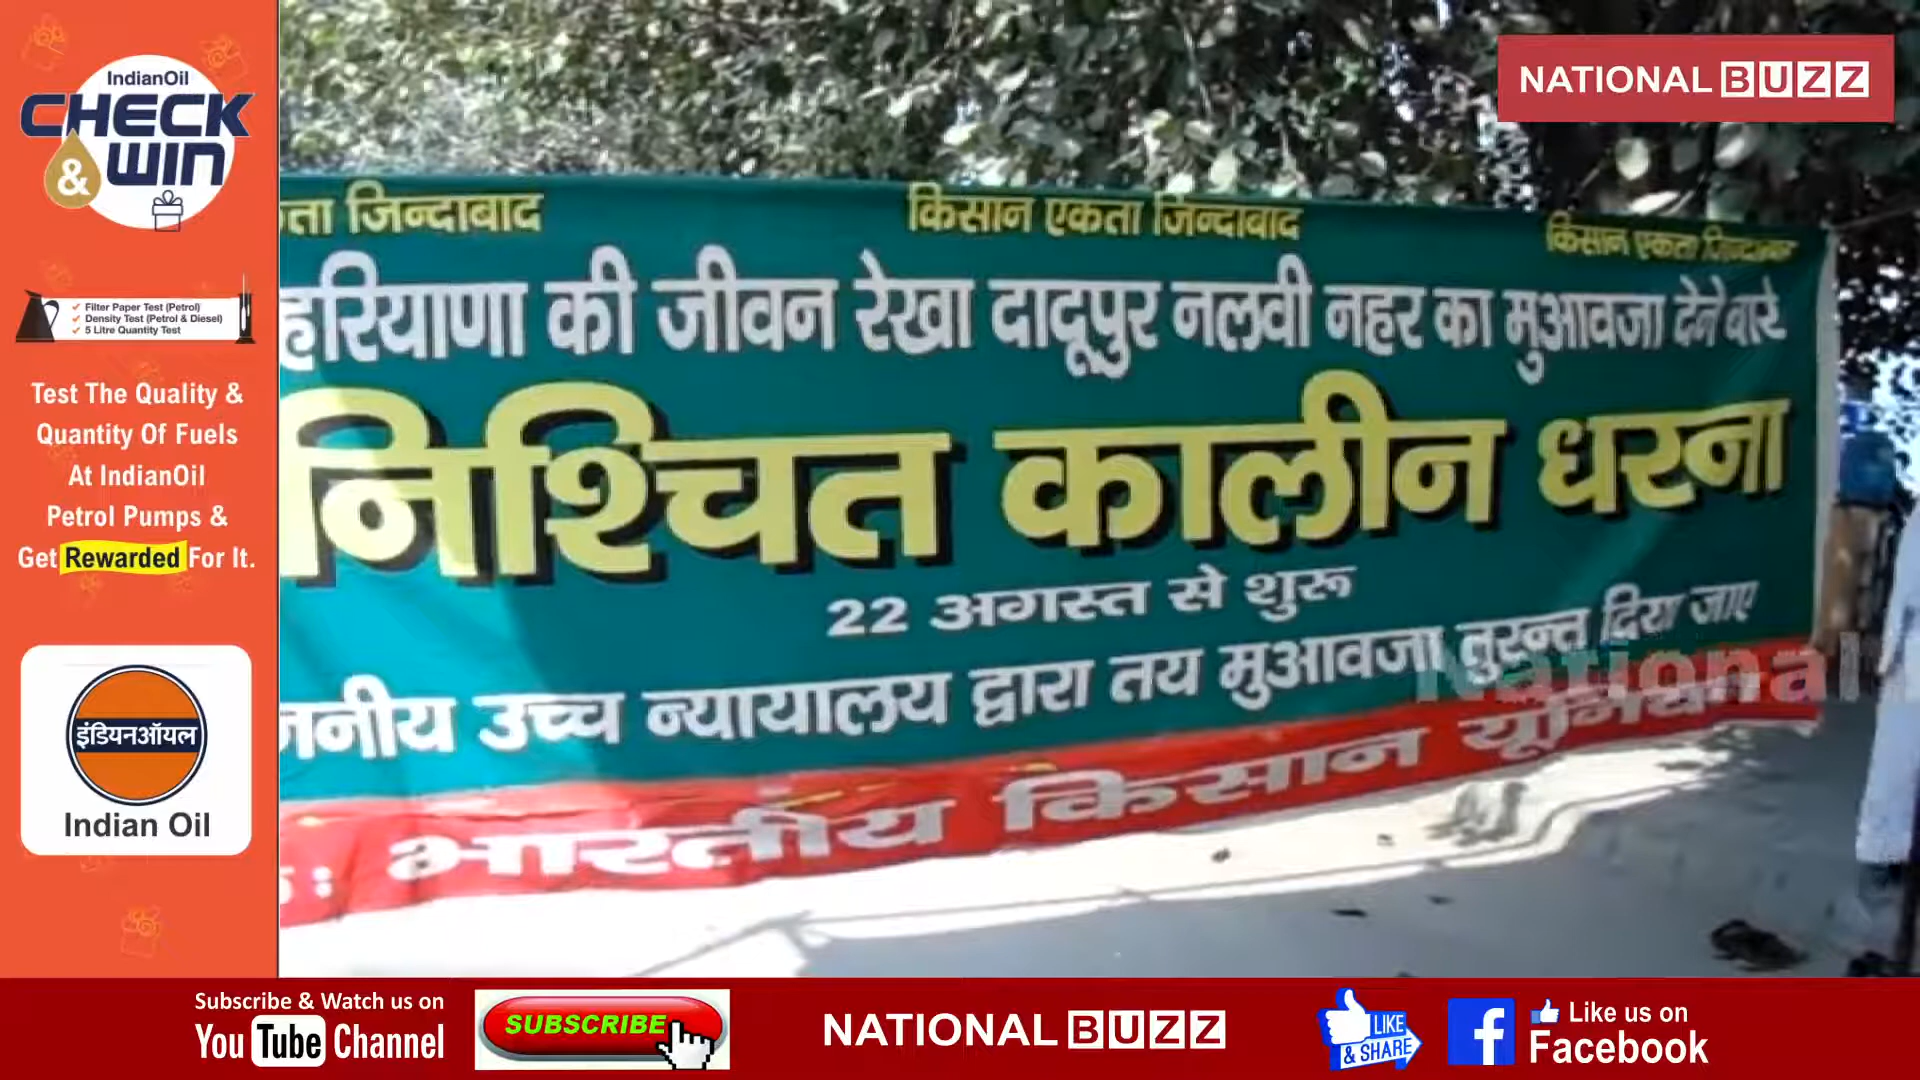 IndianOil
CHECK
& WIN
✓ Filter Paper Test (Petrol)
✓ Density Test (Petrol & Diesel)
✓ 5 Litre Quantity Test
Test The Quality &
Quantity Of Fuels
At IndianOil
Petrol Pumps &
Get Rewarded For It.
इंडियनऑयल
Indian Oil
NATIONAL BUZZ
जिन्दाबाद किसान एकता जिन्दाबाद किसान एकता जिन्दाबाद
हरियाणा की जीवन रेखा दादूपुर नलवी नहर का मुआवजा देने बारे
निश्चित कालीन धरना
22 अगस्त से शुरू
उच्च न्यायालय द्वारा तय मुआवजा तुरन्त दिया जाए
National
भारतीय किसान यूनियन
Subscribe & Watch us on
YouTube Channel
SUBSCRIBE
NATIONAL BUZZ
LIKE
& SHARE
Like us on
Facebook